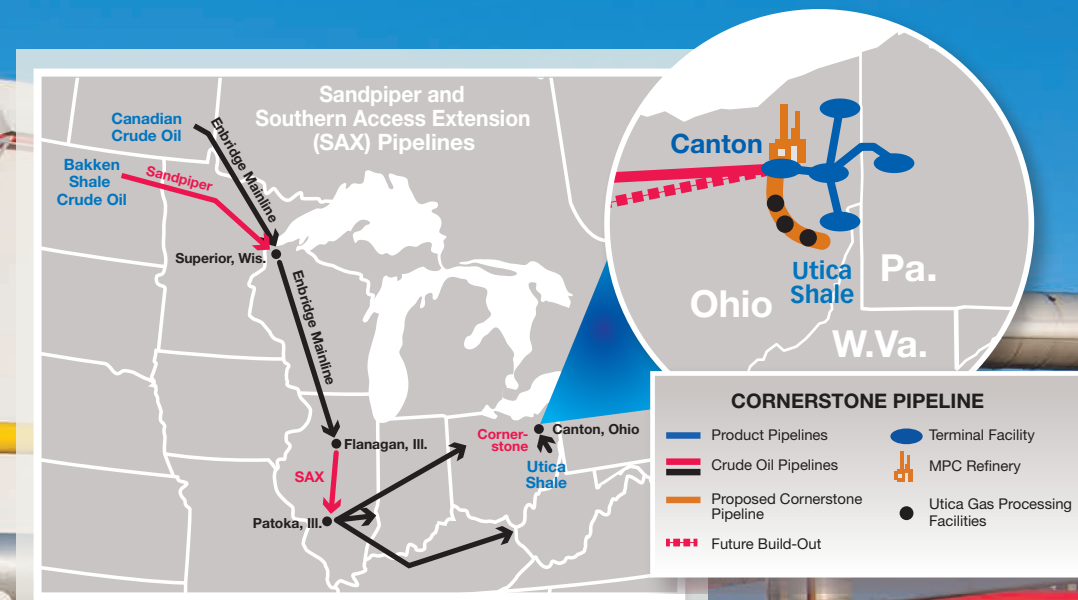 Sandpiper and
Southern Access Extension
(SAX) Pipelines
Canadian
Crude Oil
Enbridge Mainline
Bakken
Shale
Crude Oil
Sandpiper
Superior, Wis.
Enbridge Mainline
Flanagan, Ill.
SAX
Patoka, Ill.
Corner-
stone
Canton, Ohio
Utica
Shale
Canton
Utica
Shale
Ohio
Pa.
W.Va.
CORNERSTONE PIPELINE
Product Pipelines
Crude Oil Pipelines
Proposed Cornerstone
Pipeline
Future Build-Out
Terminal Facility
MPC Refinery
Utica Gas Processing
Facilities